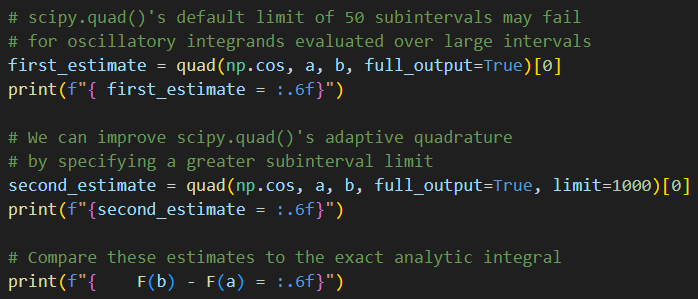 # scipy.quad()'s default limit of 50 subintervals may fail
# for oscillatory integrands evaluated over large intervals
first_estimate = quad(np.cos, a, b, full_output=True)[0]
print(f"{ first_estimate = :.6f}")

# We can improve scipy.quad()'s adaptive quadrature
# by specifying a greater subinterval limit
second_estimate = quad(np.cos, a, b, full_output=True, limit=1000)[0]
print(f"{second_estimate = :.6f}")

# Compare these estimates to the exact analytic integral
print(f"{    F(b) - F(a) = :.6f}")